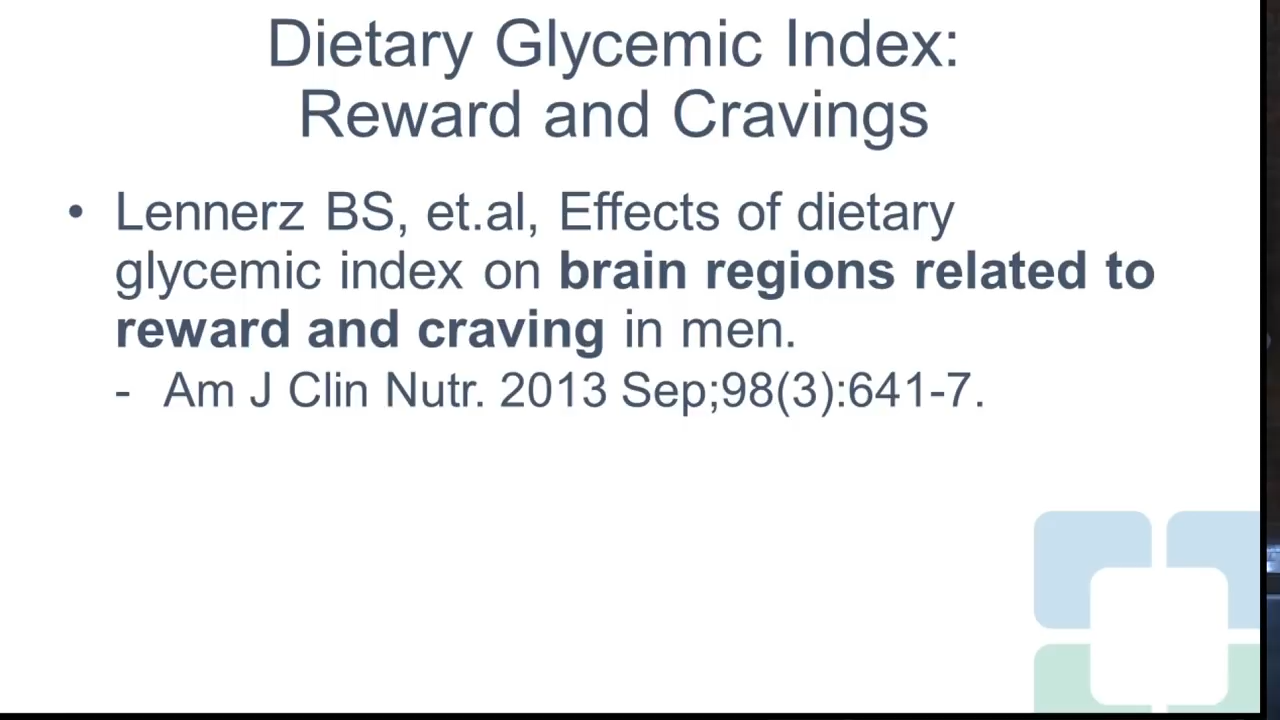 Dietary Glycemic Index:
Reward and Cravings
• Lennerz BS, et.al, Effects of dietary
glycemic index on brain regions related to
reward and craving in men.
- Am J Clin Nutr. 2013 Sep;98(3):641-7.